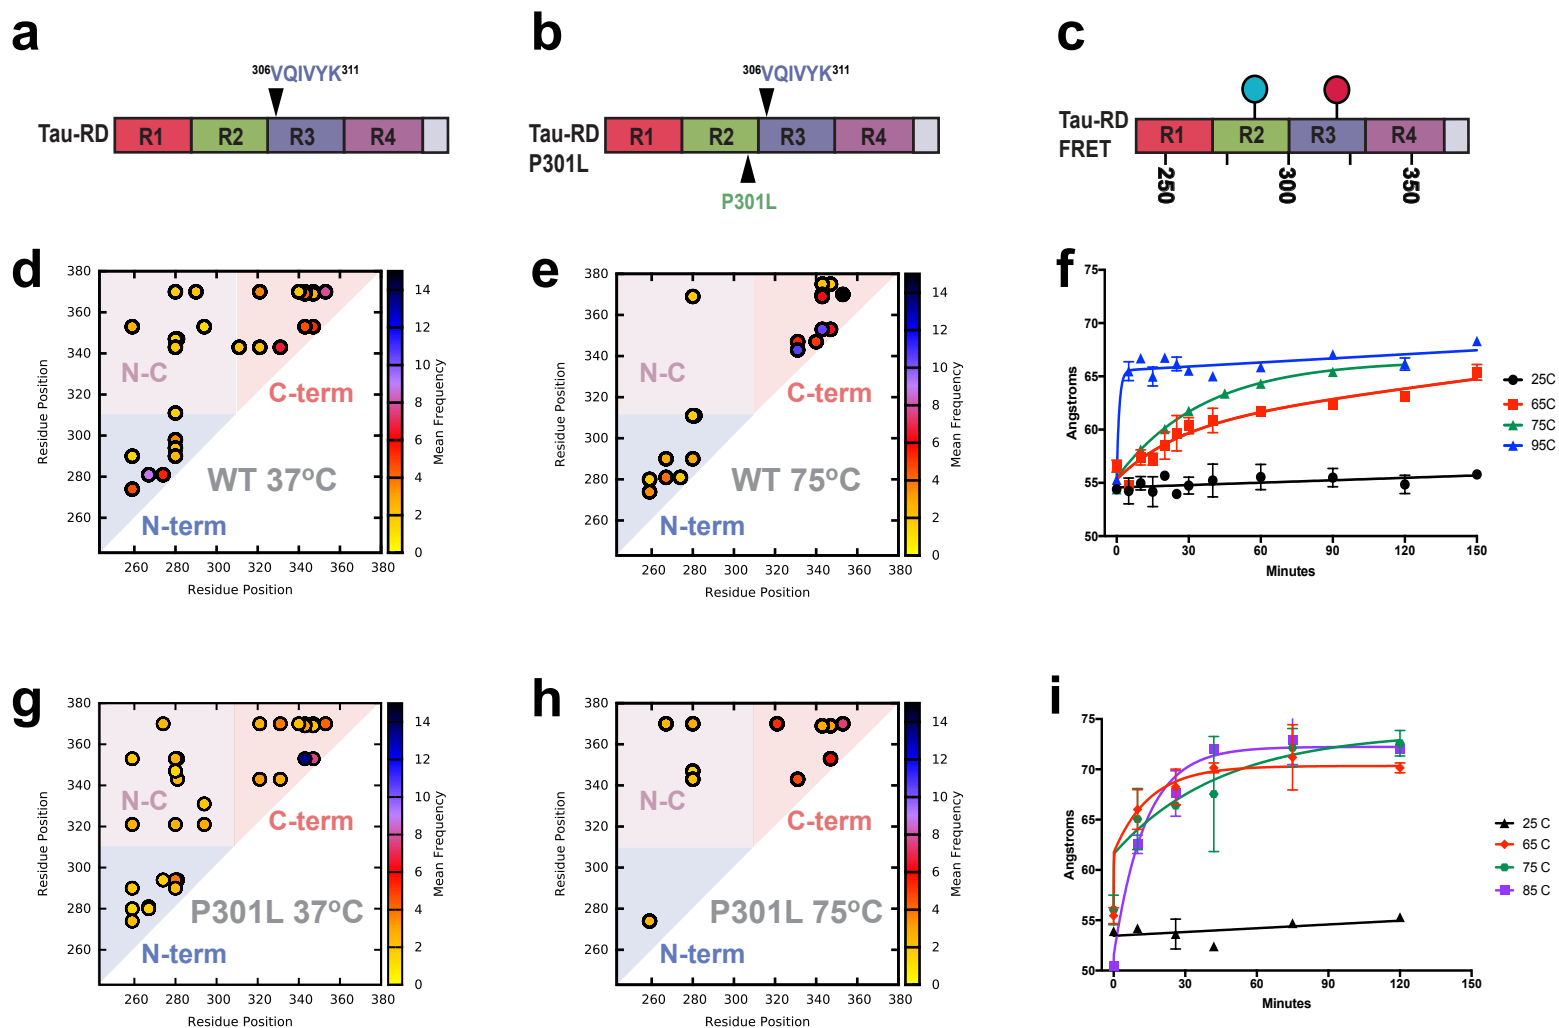 a
306VQIVYK311
Tau-RD
R1
R2
R3
R4
b
306VQIVYK311
Tau-RD
P301L
R1
R2
R3
R4
P301L
c
Tau-RD
FRET
R1
R2
R3
R4
250
300
350
d
380
360
340
320
300
280
260
260 280 300 320 340 360 380
Residue Position
Residue Position
N-C
C-term
N-term
WT 37°C
14
12
10
8
6
4
2
0
Mean Frequency
e
380
360
340
320
300
280
260
260 280 300 320 340 360 380
Residue Position
Residue Position
N-C
C-term
N-term
WT 75°C
14
12
10
8
6
4
2
0
Mean Frequency
f
75
70
65
60
55
50
0 30 60 90 120 150
Angstroms
Minutes
25C
65C
75C
95C
g
380
360
340
320
300
280
260
260 280 300 320 340 360 380
Residue Position
Residue Position
N-C
C-term
N-term
P301L 37°C
14
12
10
8
6
4
2
0
Mean Frequency
h
380
360
340
320
300
280
260
260 280 300 320 340 360 380
Residue Position
Residue Position
N-C
C-term
N-term
P301L 75°C
14
12
10
8
6
4
2
0
Mean Frequency
i
75
70
65
60
55
50
0 30 60 90 120 150
Angstroms
Minutes
25 C
65 C
75 C
85 C